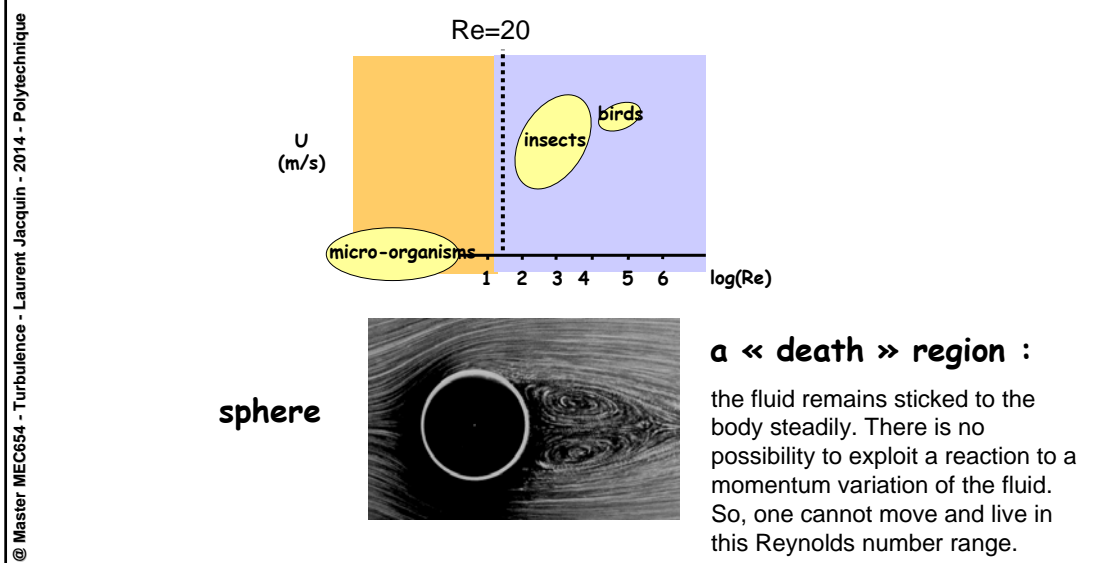 @ Master MEC654 - Turbulence - Laurent Jacquin - 2014 - Polytechnique
Re=20
U
(m/s)
birds
insects
micro-organisms
1 2 3 4 5 6 log(Re)
sphere
a « death » region :
the fluid remains sticked to the
body steadily. There is no
possibility to exploit a reaction to a
momentum variation of the fluid.
So, one cannot move and live in
this Reynolds number range.